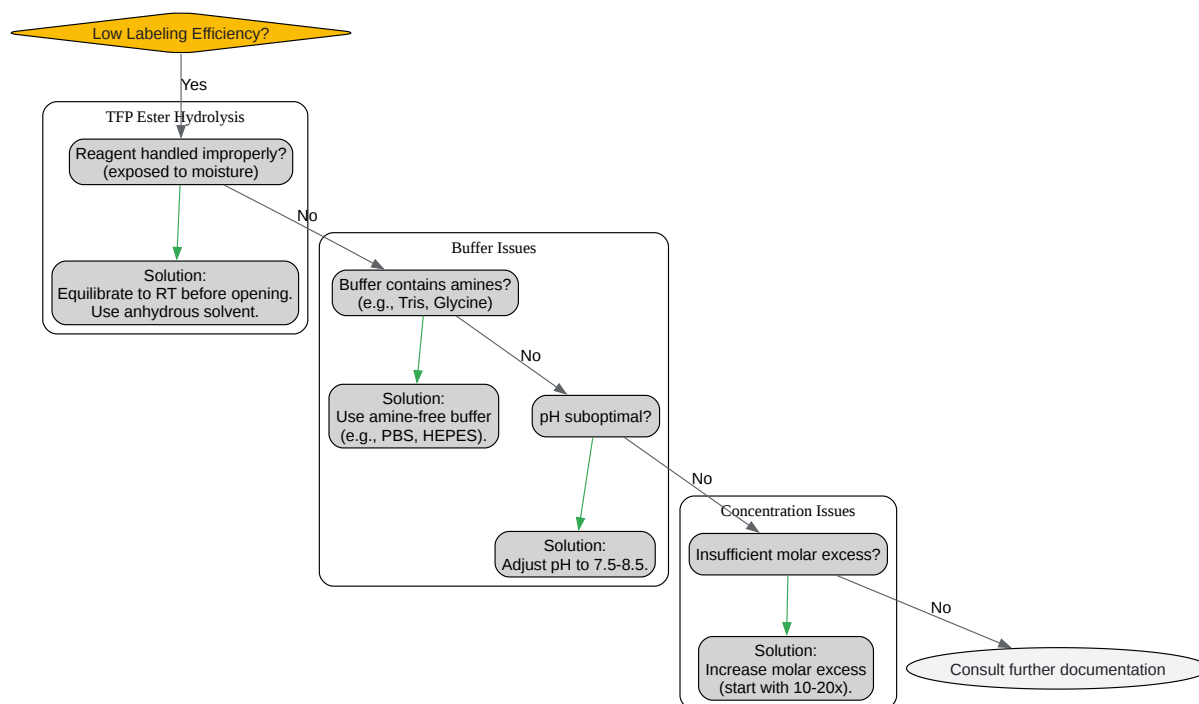 Low Labeling Efficiency?
Yes
TFP Ester Hydrolysis
Reagent handled improperly?
(exposed to moisture)
No
Solution:
Equilibrate to RT before opening.
Use anhydrous solvent.
Buffer Issues
Buffer contains amines?
(e.g., Tris, Glycine)
No
Solution:
Use amine-free buffer
(e.g., PBS, HEPES).
pH suboptimal?
No
Solution:
Adjust pH to 7.5-8.5.
Concentration Issues
Insufficient molar excess?
No
Solution:
Increase molar excess
(start with 10-20x).
Consult further documentation